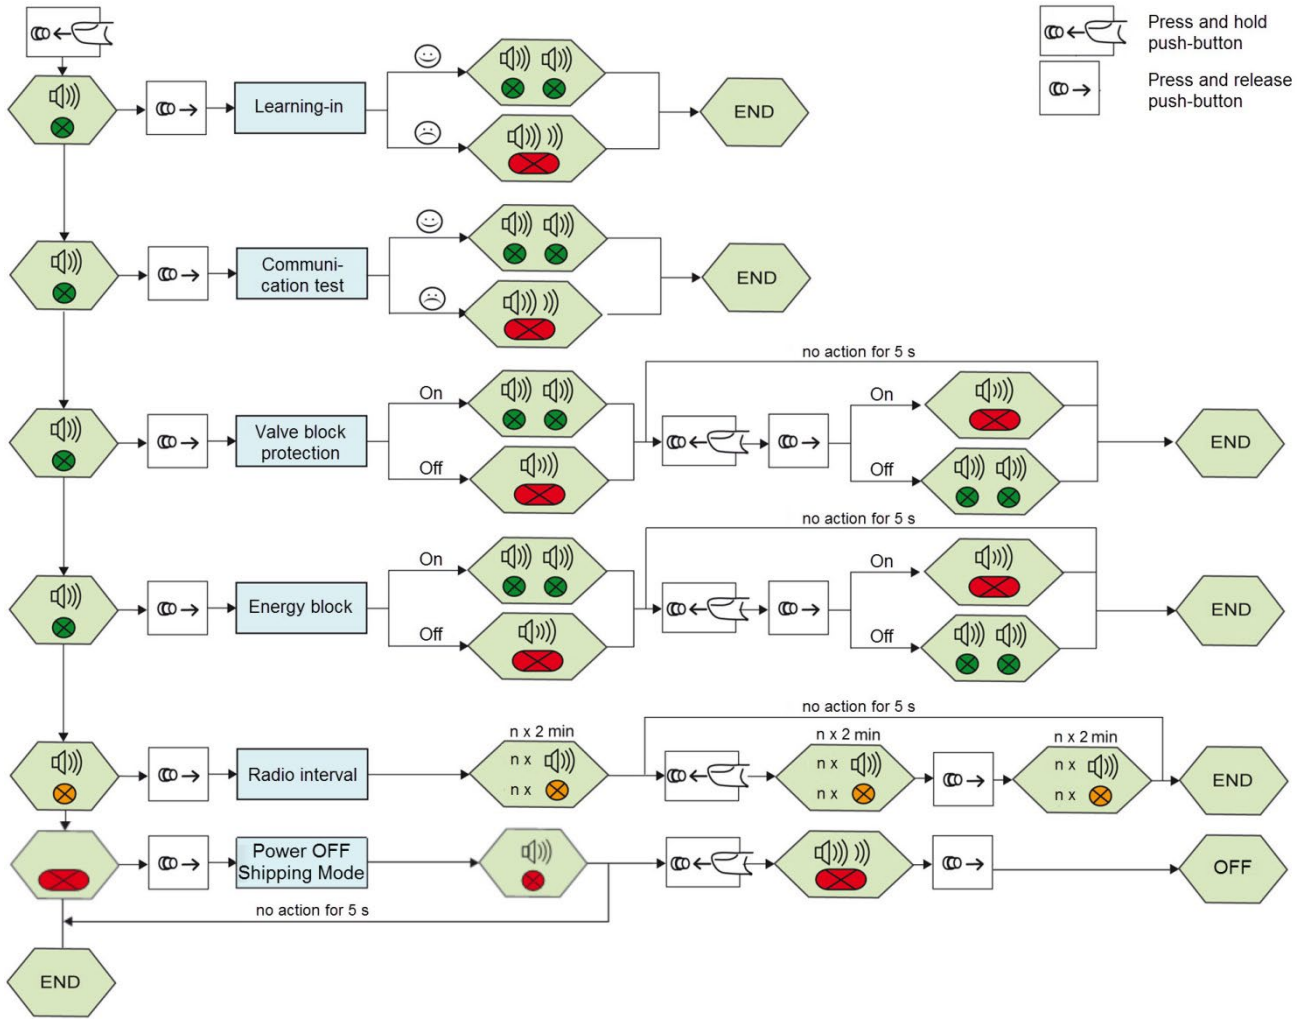 Press and hold
push-button
Press and release
push-button
Learning-in
END
Communi-
cation test
END
no action for 5 s
On
On
Valve block
protection
END
Off
Off
no action for 5 s
On
On
Energy block
END
Off
Off
no action for 5 s
n x 2 min
n x 2 min
n x 2 min
n x
n x
n x
Radio interval
END
n x
n x
n x
Power OFF
Shipping Mode
OFF
no action for 5 s
END